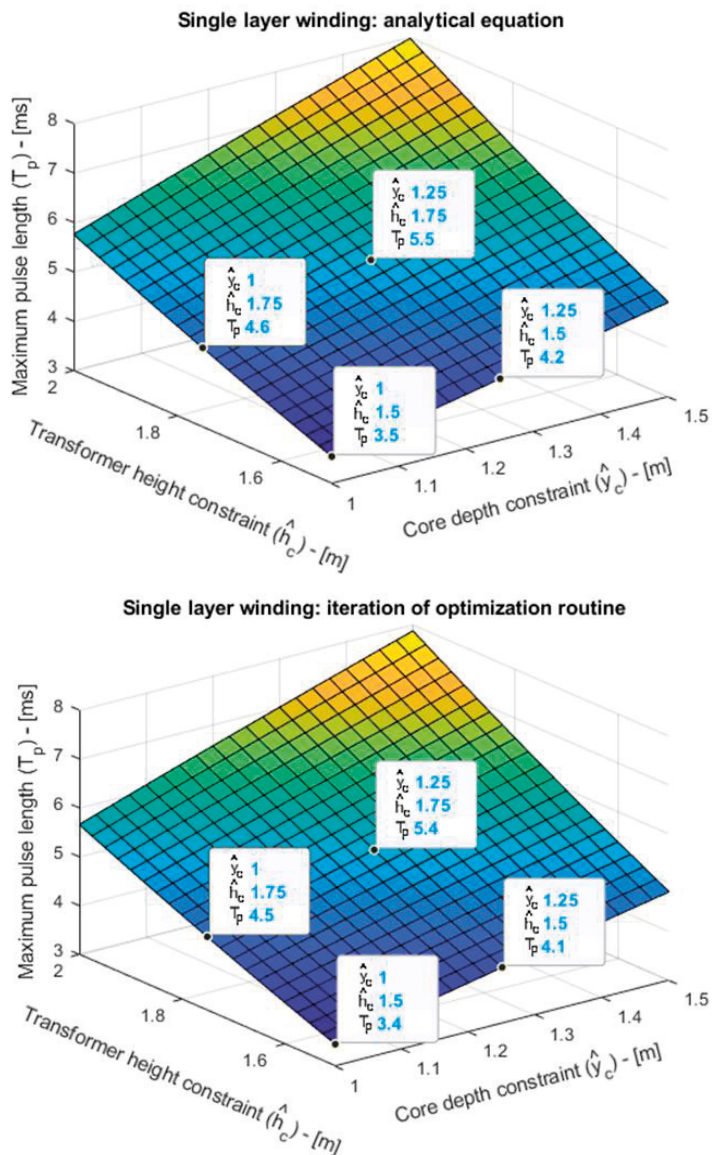 Single layer winding: analytical equation
Maximum pulse length (Tp) - [ms]
8
7
6
5
4
3
2
1.8
1.6
Transformer height constraint (ĥc) - [m]
1
1.1
1.2
1.3
1.4
1.5
Core depth constraint (ŷc) - [m]
ŷc 1.25
ĥc 1.75
Tp 5.5
ŷc 1
ĥc 1.75
Tp 4.6
ŷc 1.25
ĥc 1.5
Tp 4.2
ŷc 1
ĥc 1.5
Tp 3.5
Single layer winding: iteration of optimization routine
Maximum pulse length (Tp) - [ms]
8
7
6
5
4
3
2
1.8
1.6
Transformer height constraint (ĥc) - [m]
1
1.1
1.2
1.3
1.4
1.5
Core depth constraint (ŷc) - [m]
ŷc 1.25
ĥc 1.75
Tp 5.4
ŷc 1
ĥc 1.75
Tp 4.5
ŷc 1.25
ĥc 1.5
Tp 4.1
ŷc 1
ĥc 1.5
Tp 3.4